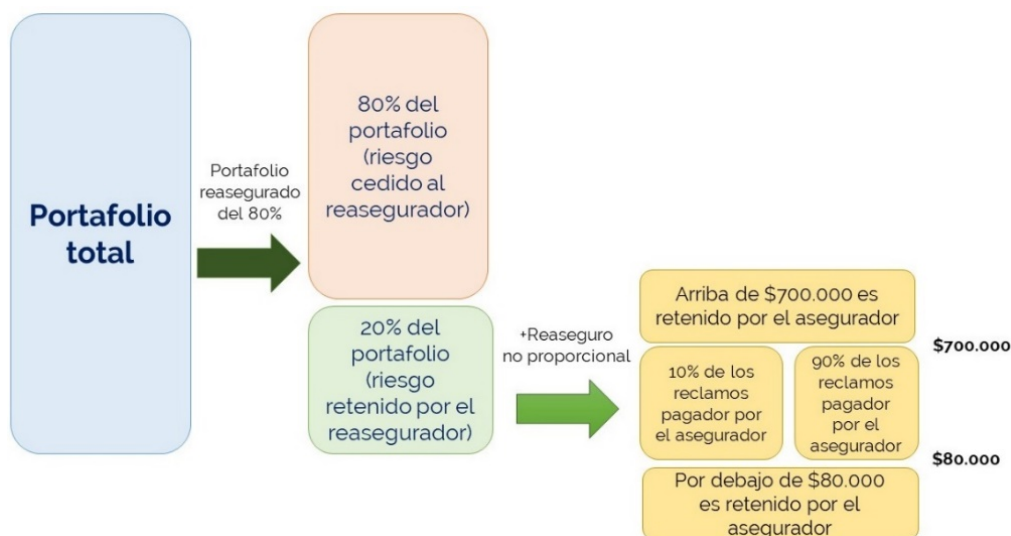 Portafolio
total
Portafolio
reasegurado
del 80%
80% del
portafolio
(riesgo
cedido al
reasegurador)
20% del
portafolio
(riesgo
retenido por el
reasegurador)
+Reaseguro
no proporcional
Arriba de $700.000 es
retenido por el asegurador
$700.000
10% de los
reclamos
pagador por
el asegurador
90% de los
reclamos
pagador
por el
asegurador
$80.000
Por debajo de $80.000
es retenido por el
asegurador